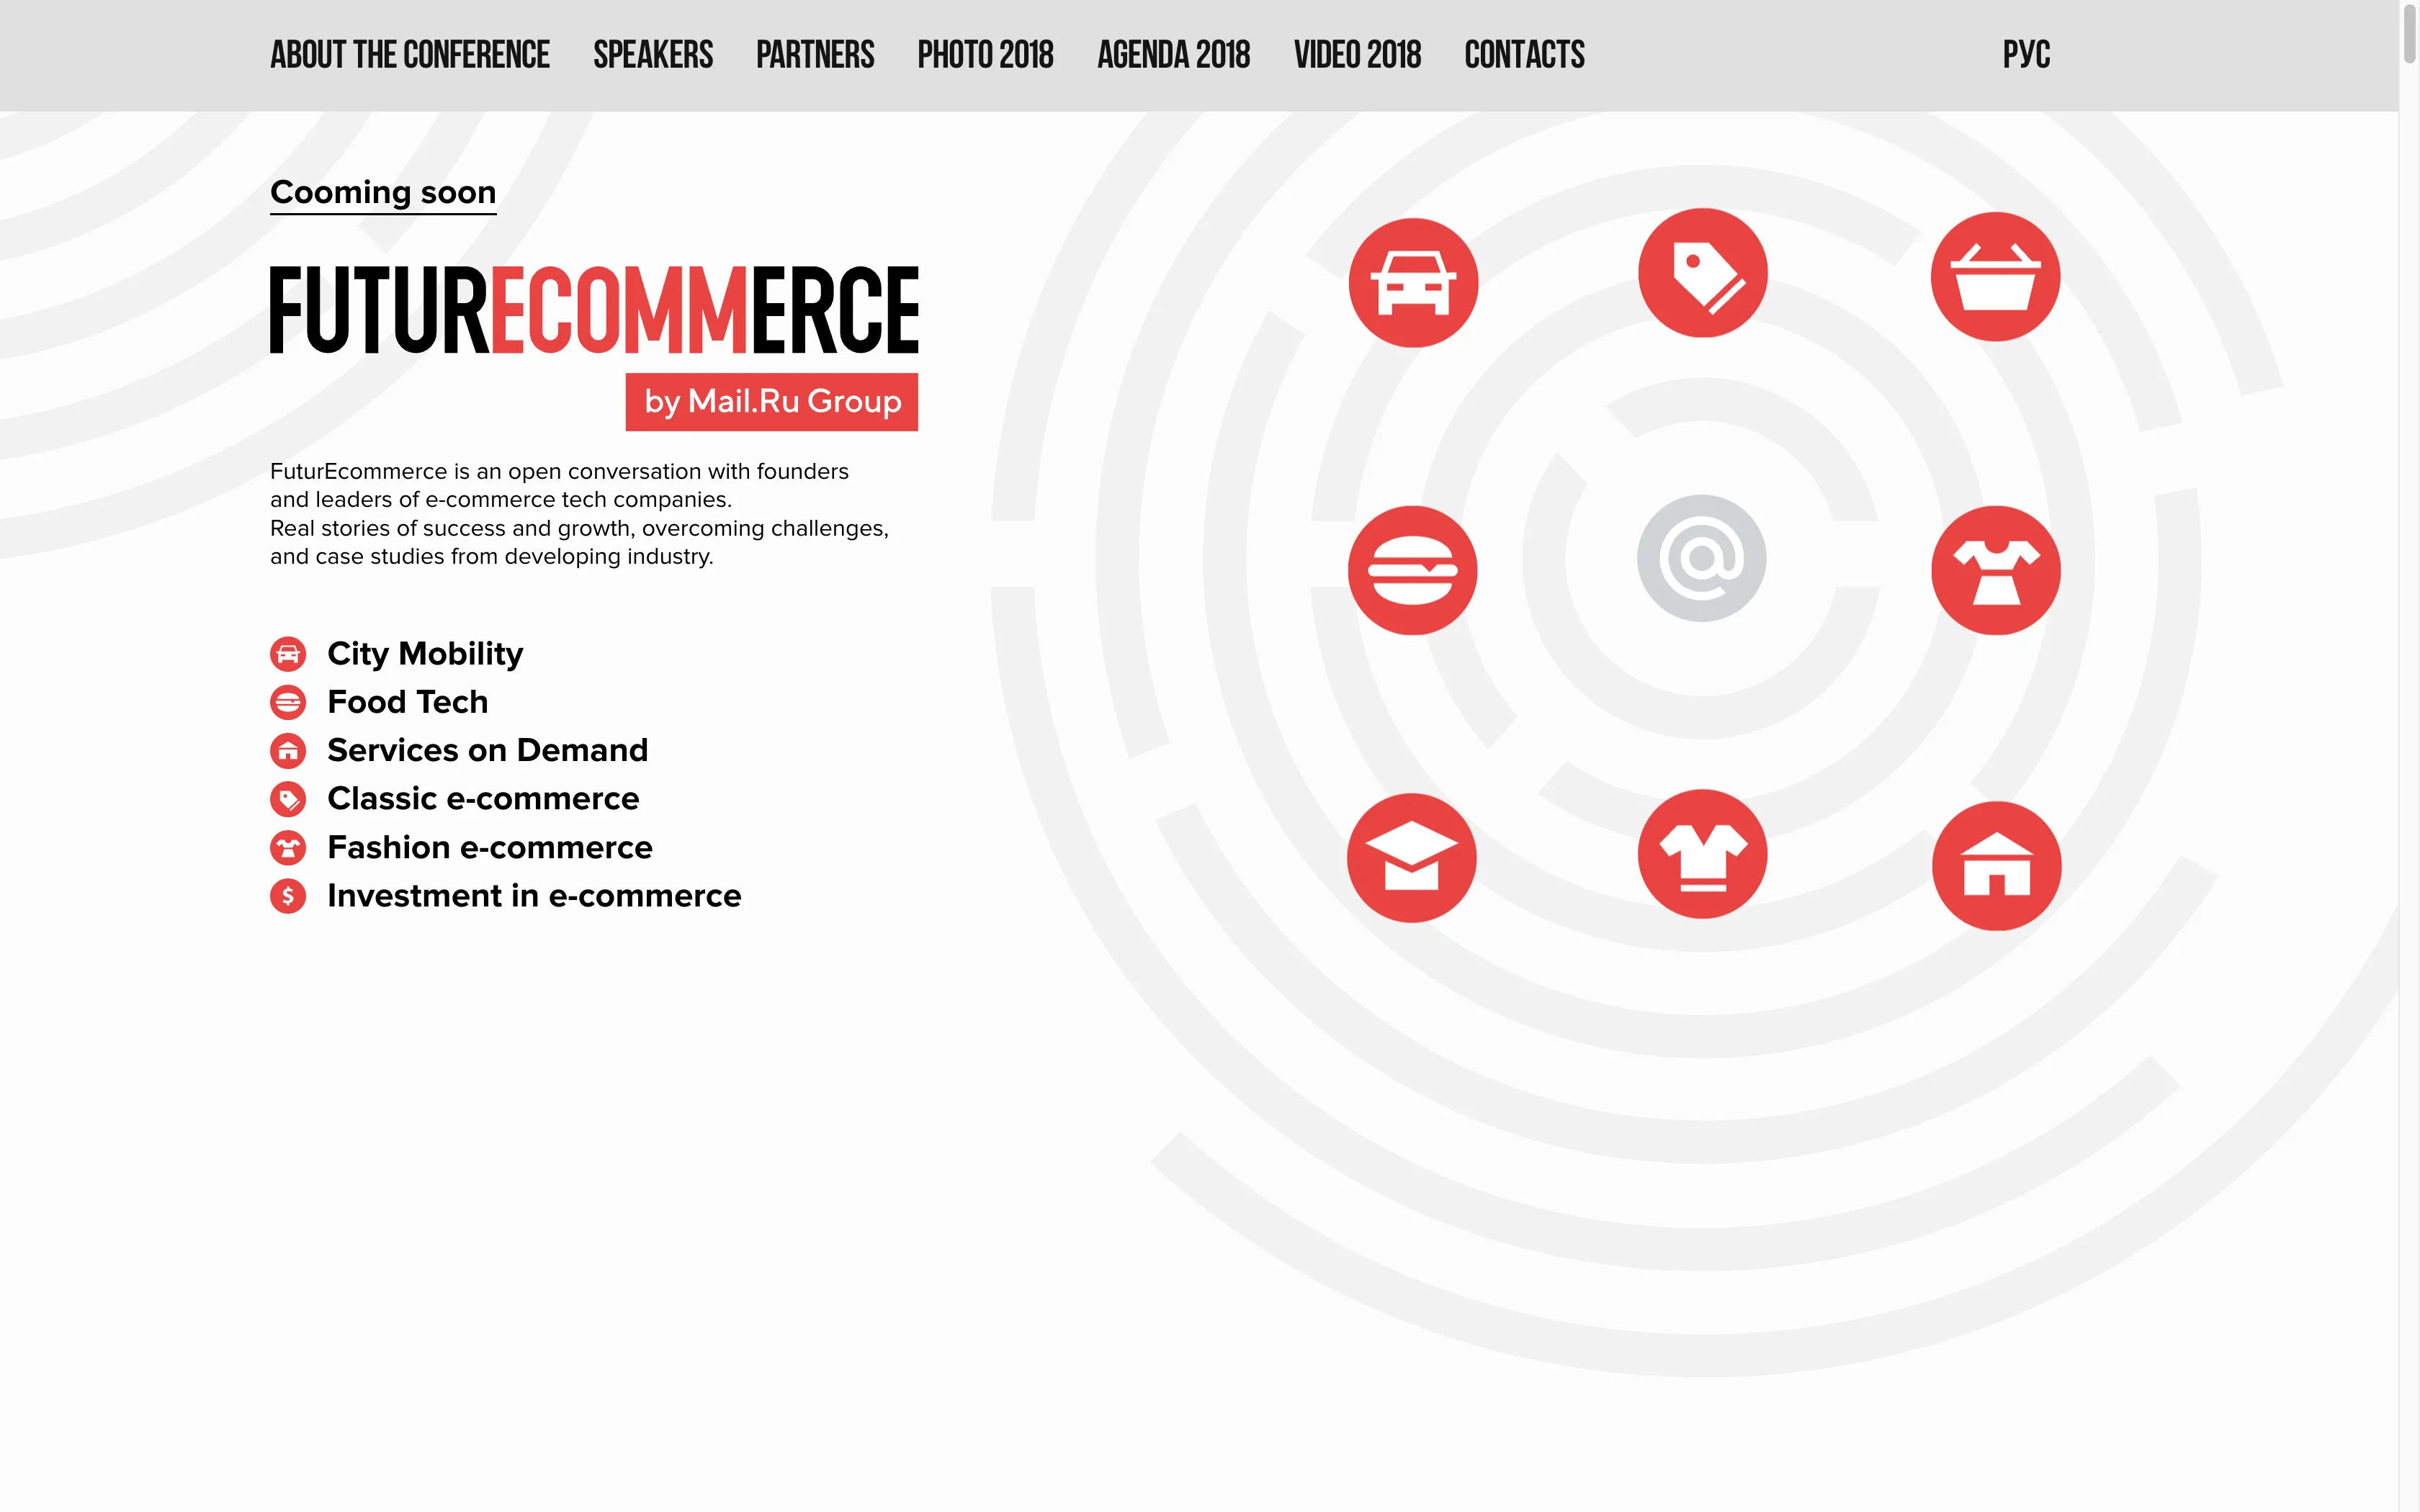 ABOUT THE CONFERENCE SPEAKERS PARTNERS PHOTO 2018 AGENDA 2018 VIDEO 2018 CONTACTS РУС
Cooming soon
FUTURECOMMERCE
by Mail.Ru Group
FuturEcommerce is an open conversation with founders
and leaders of e-commerce tech companies.
Real stories of success and growth, overcoming challenges,
and case studies from developing industry.
City Mobility
Food Tech
Services on Demand
Classic e-commerce
Fashion e-commerce
Investment in e-commerce